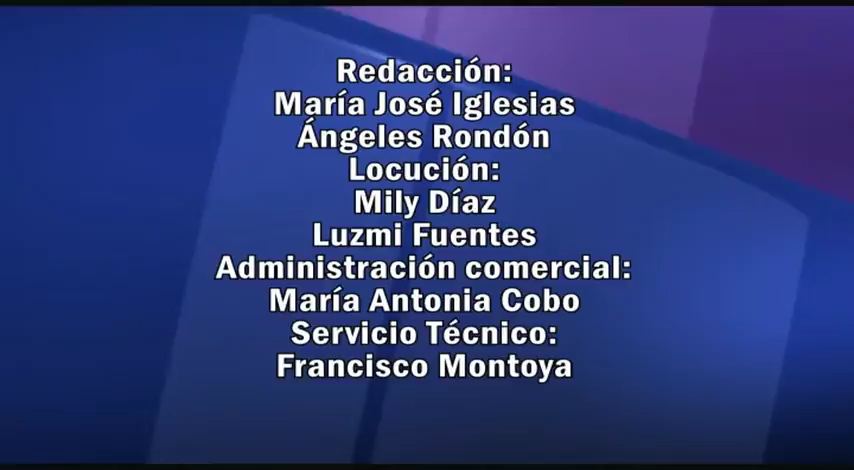 Redacción:
María José Iglesias
Ángeles Rondón
Locución:
Mily Díaz
Luzmi Fuentes
Administración comercial:
María Antonia Cobo
Servicio Técnico:
Francisco Montoya